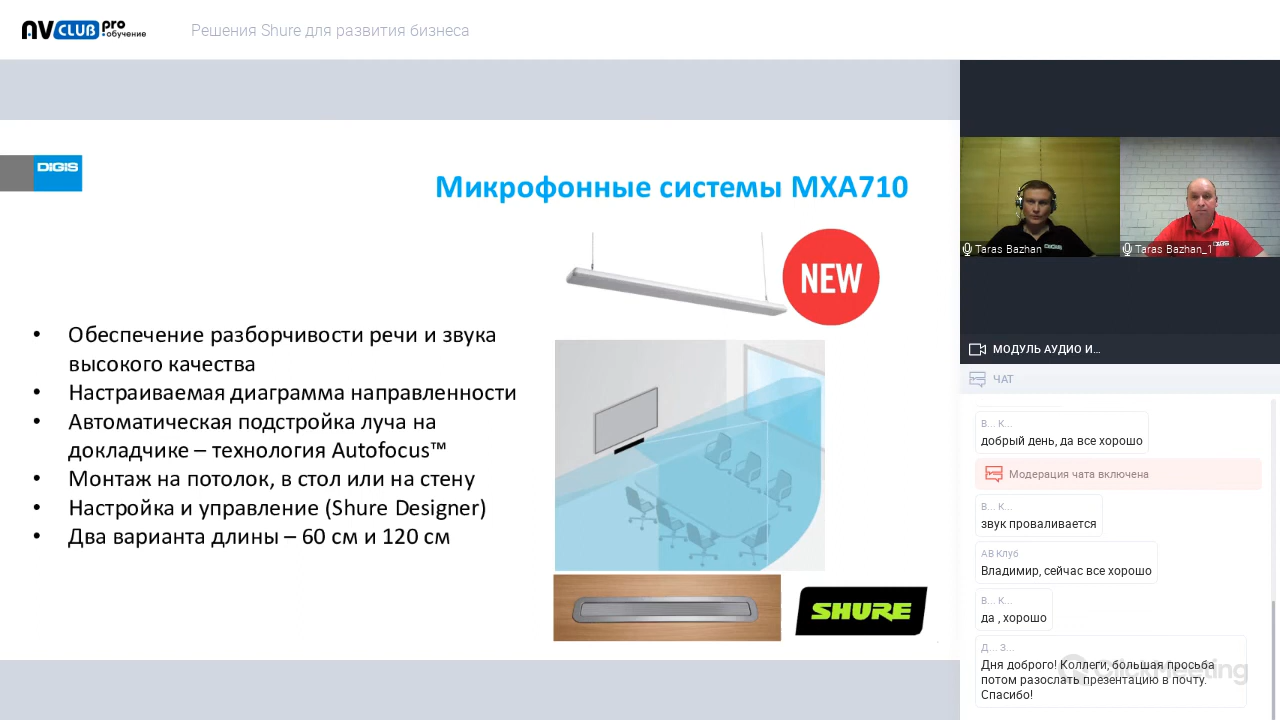 AVCLUB pro
обучение
Решения Shure для развития бизнеса
DIGIS
Микрофонные системы MXA710
NEW
• Обеспечение разборчивости речи и звука
высокого качества
• Настраиваемая диаграмма направленности
• Автоматическая подстройка луча на
докладчике – технология Autofocus™
• Монтаж на потолок, в стол или на стену
• Настройка и управление (Shure Designer)
• Два варианта длины – 60 см и 120 см
SHURE
DIGIS
DIGIS
Taras Bazhan
Taras Bazhan_1
МОДУЛЬ АУДИО И...
ЧАТ
В... К...
добрый день, да все хорошо
Модерация чата включена
В... К...
звук проваливается
АВ Клуб
Владимир, сейчас все хорошо
В... К...
да , хорошо
Д... З...
Дня доброго! Коллеги, большая просьба
потом разослать презентацию в почту.
Спасибо!
ClickMeeting